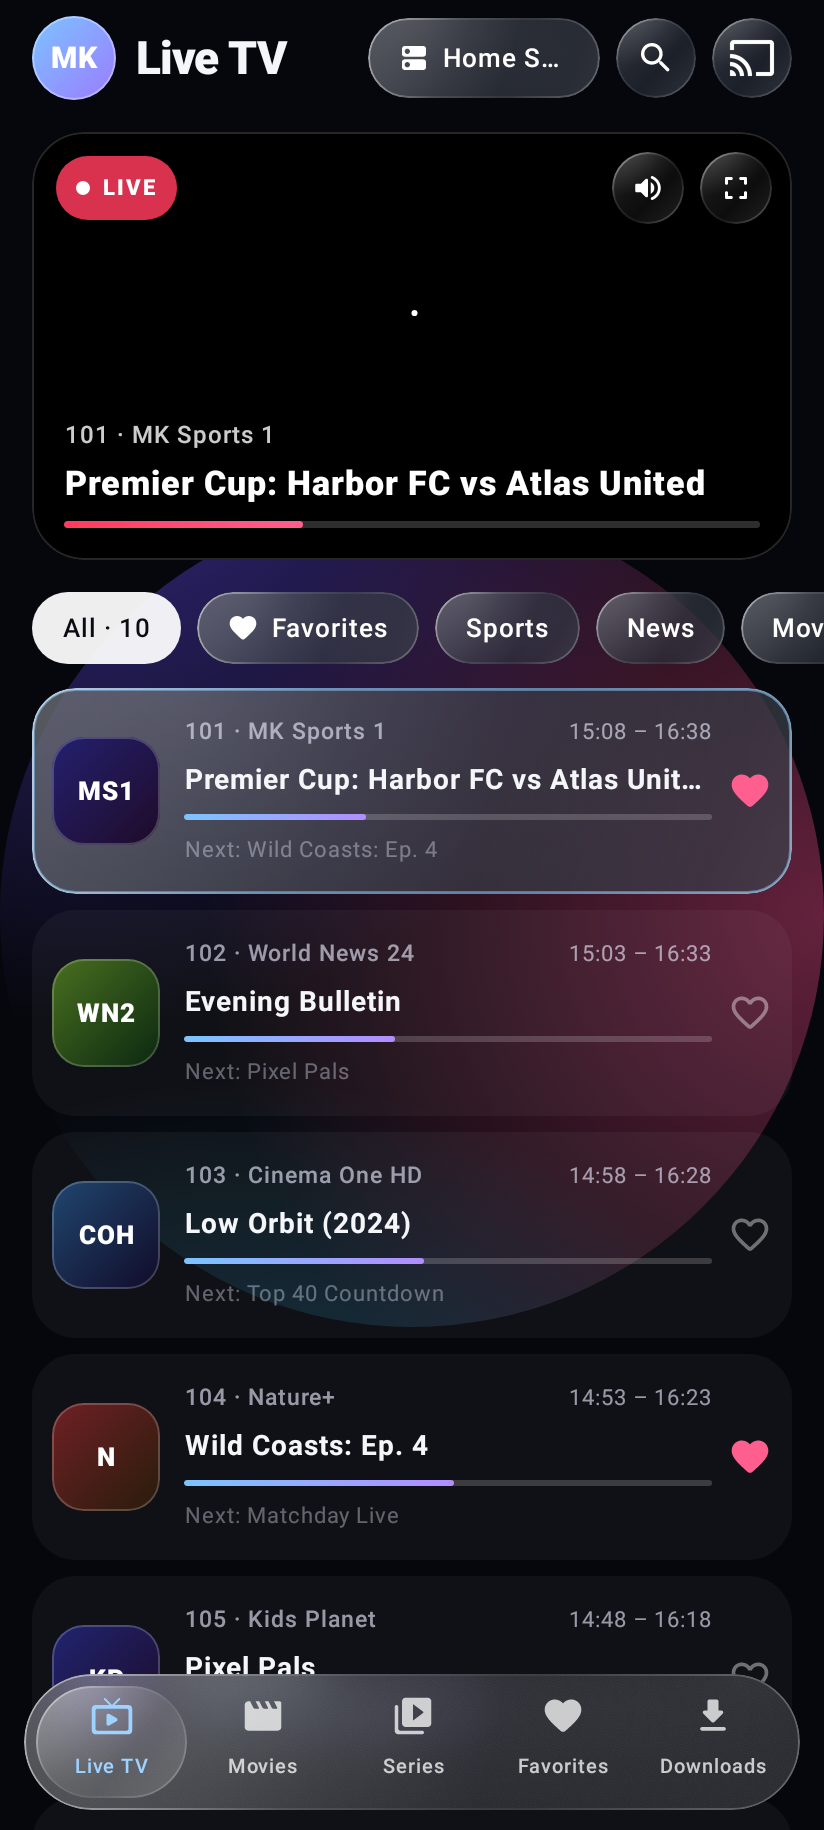 MK Live TV Home S...
LIVE
101 · MK Sports 1
Premier Cup: Harbor FC vs Atlas United
All · 10 Favorites Sports News Mov
101 · MK Sports 1 15:08 – 16:38
MS1
Premier Cup: Harbor FC vs Atlas Unit...
Next: Wild Coasts: Ep. 4
102 · World News 24 15:03 – 16:33
WN2
Evening Bulletin
Next: Pixel Pals
103 · Cinema One HD 14:58 – 16:28
COH
Low Orbit (2024)
Next: Top 40 Countdown
104 · Nature+ 14:53 – 16:23
N
Wild Coasts: Ep. 4
Next: Matchday Live
105 · Kids Planet 14:48 – 16:18
Pixel Pals
Live TV Movies Series Favorites Downloads